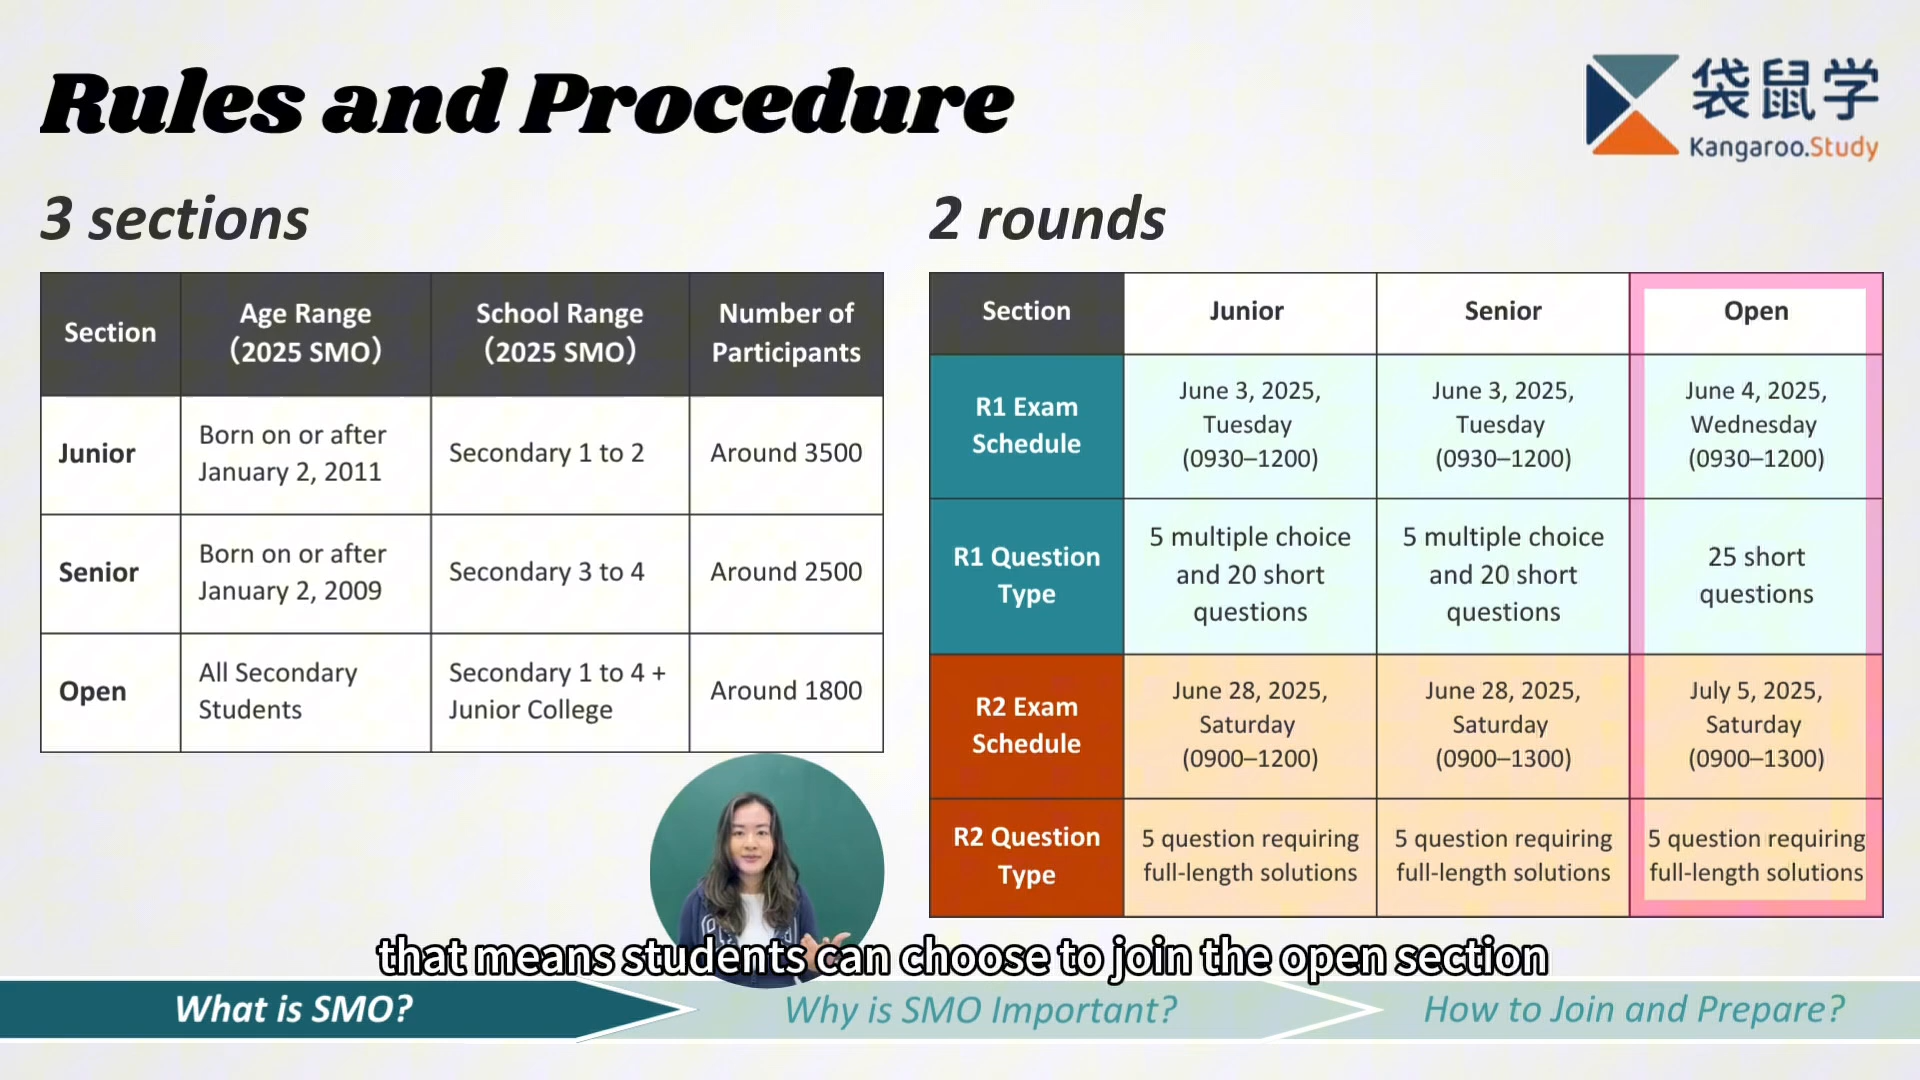 Rules and Procedure
袋鼠学
Kangaroo.Study
3 sections
Section
Age Range
（2025 SMO）
School Range
（2025 SMO）
Number of
Participants
Junior
Born on or after
January 2, 2011
Secondary 1 to 2
Around 3500
Senior
Born on or after
January 2, 2009
Secondary 3 to 4
Around 2500
Open
All Secondary
Students
Secondary 1 to 4 +
Junior College
Around 1800
2 rounds
Section
Junior
Senior
Open
R1 Exam
Schedule
June 3, 2025,
Tuesday
(0930–1200)
June 3, 2025,
Tuesday
(0930–1200)
June 4, 2025,
Wednesday
(0930–1200)
R1 Question
Type
5 multiple choice
and 20 short
questions
5 multiple choice
and 20 short
questions
25 short
questions
R2 Exam
Schedule
June 28, 2025,
Saturday
(0900–1200)
June 28, 2025,
Saturday
(0900–1300)
July 5, 2025,
Saturday
(0900–1300)
R2 Question
Type
5 question requiring
full-length solutions
5 question requiring
full-length solutions
5 question requiring
full-length solutions
that means students can choose to join the open section
What is SMO?
Why is SMO Important?
How to Join and Prepare?